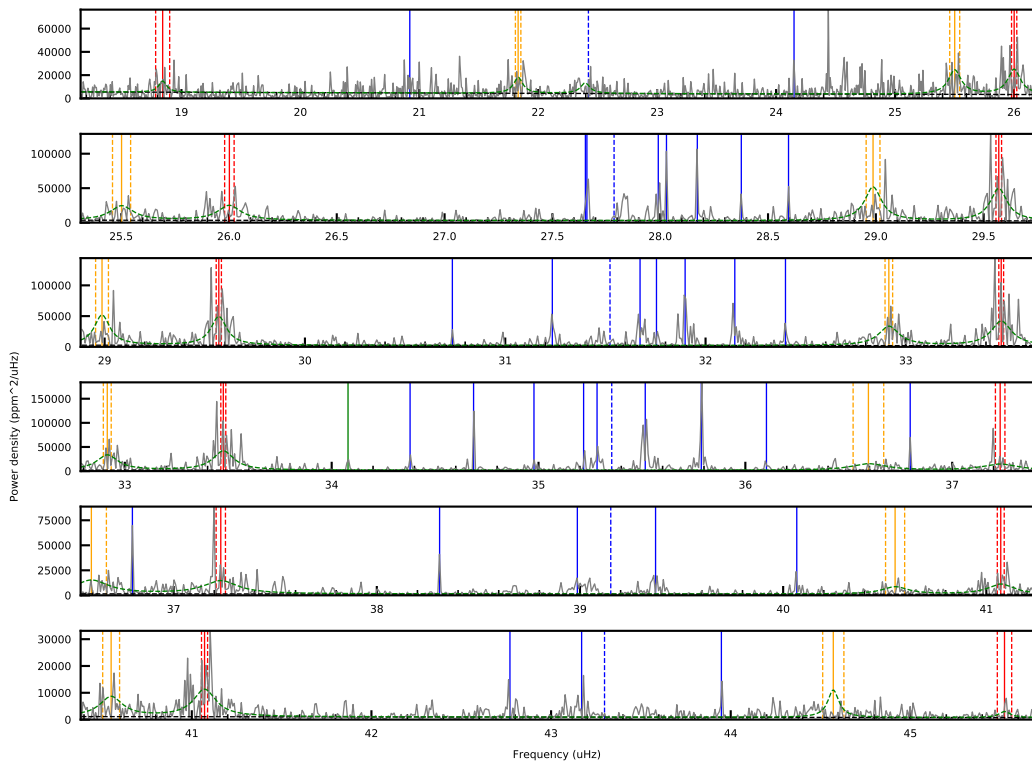 60000
40000
20000
0
19 20 21 22 23 24 25 26
100000
50000
0
25.5 26.0 26.5 27.0 27.5 28.0 28.5 29.0 29.5
100000
50000
0
29 30 31 32 33
150000
100000
50000
0
33 34 35 36 37
Power density (ppm^2/uHz)
75000
50000
25000
0
37 38 39 40 41
30000
20000
10000
0
41 42 43 44 45
Frequency (uHz)